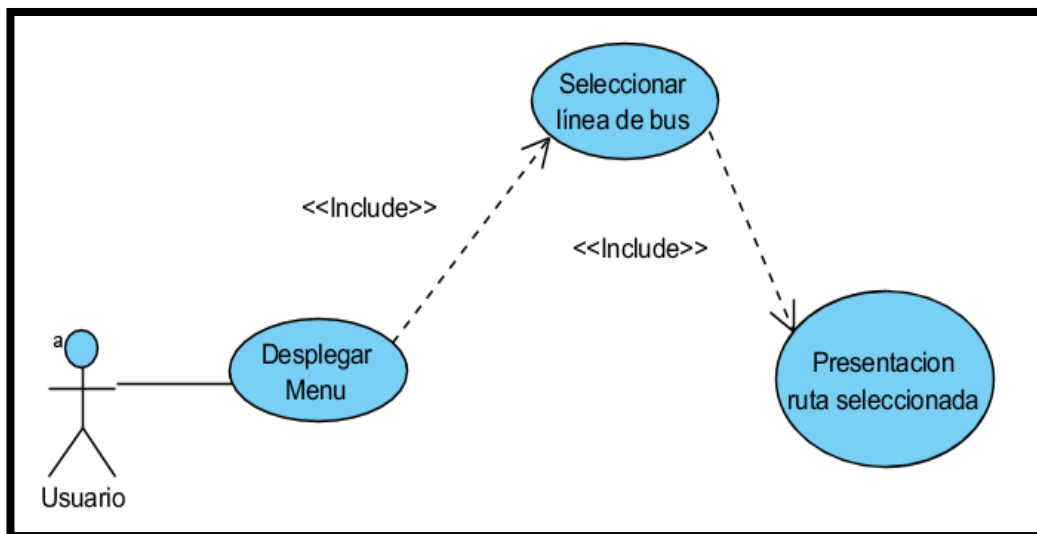 Seleccionar
línea de bus
<<Include>>
<<Include>>
a
Desplegar
Menu
Presentacion
ruta seleccionada
Usuario